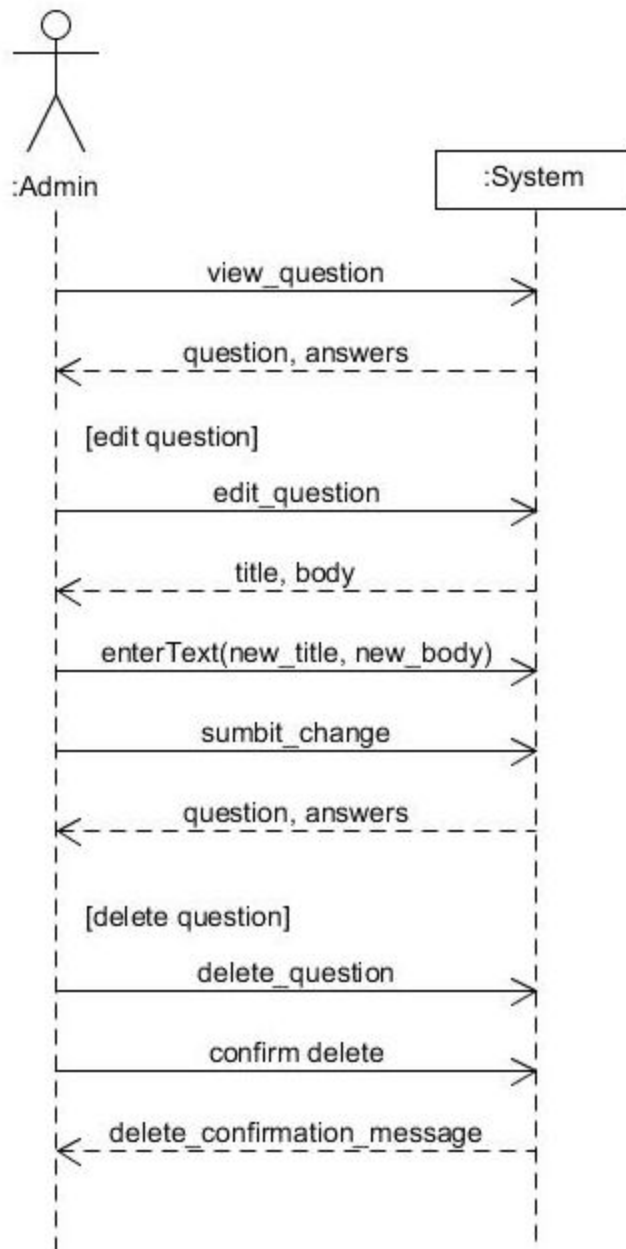 :Admin
:System
view_question
question, answers
[edit question]
edit_question
title, body
enterText(new_title, new_body)
sumbit_change
question, answers
[delete question]
delete_question
confirm delete
delete_confirmation_message